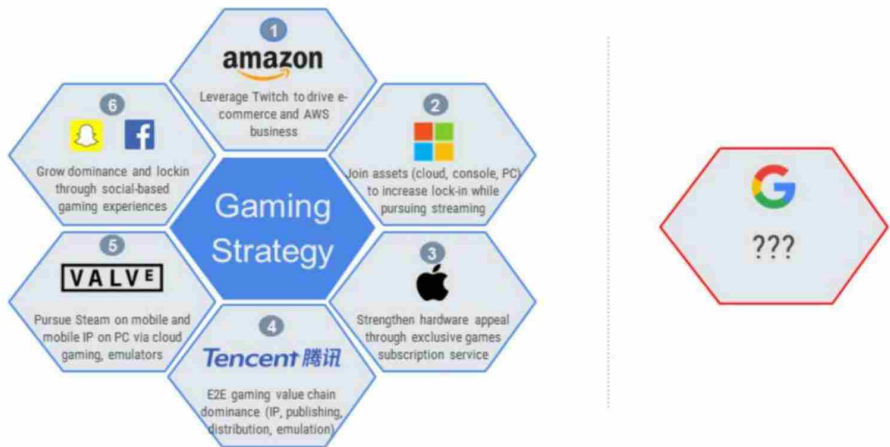 1
amazon
Leverage Twitch to drive e-
commerce and AWS
business
2
Join assets (cloud, console, PC)
to increase lock-in while
pursuing streaming
3
Strengthen hardware appeal
through exclusive games
subscription service
4
Tencent 腾讯
E2E gaming value chain
dominance (IP, publishing,
distribution, emulation)
5
VALVE
Pursue Steam on mobile and
mobile IP on PC via cloud
gaming, emulators
6
Grow dominance and lockin
through social-based
gaming experiences
Gaming
Strategy
G
???